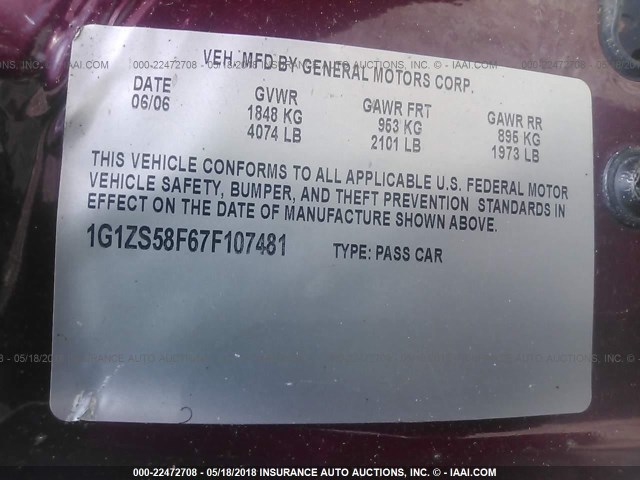 VEH MFD BY GENERAL MOTORS CORP.
DATE GVWR GAWR FRT GAWR RR
06/06 1848 KG 953 KG 895 KG
4074 LB 2101 LB 1973 LB
THIS VEHICLE CONFORMS TO ALL APPLICABLE U.S. FEDERAL MOTOR
VEHICLE SAFETY, BUMPER, AND THEFT PREVENTION STANDARDS IN
EFFECT ON THE DATE OF MANUFACTURE SHOWN ABOVE.
1G1ZS58F67F107481 TYPE: PASS CAR
000-22472708 - 05/18/2018 INSURANCE AUTO AUCTIONS, INC. - © - IAAI.COM